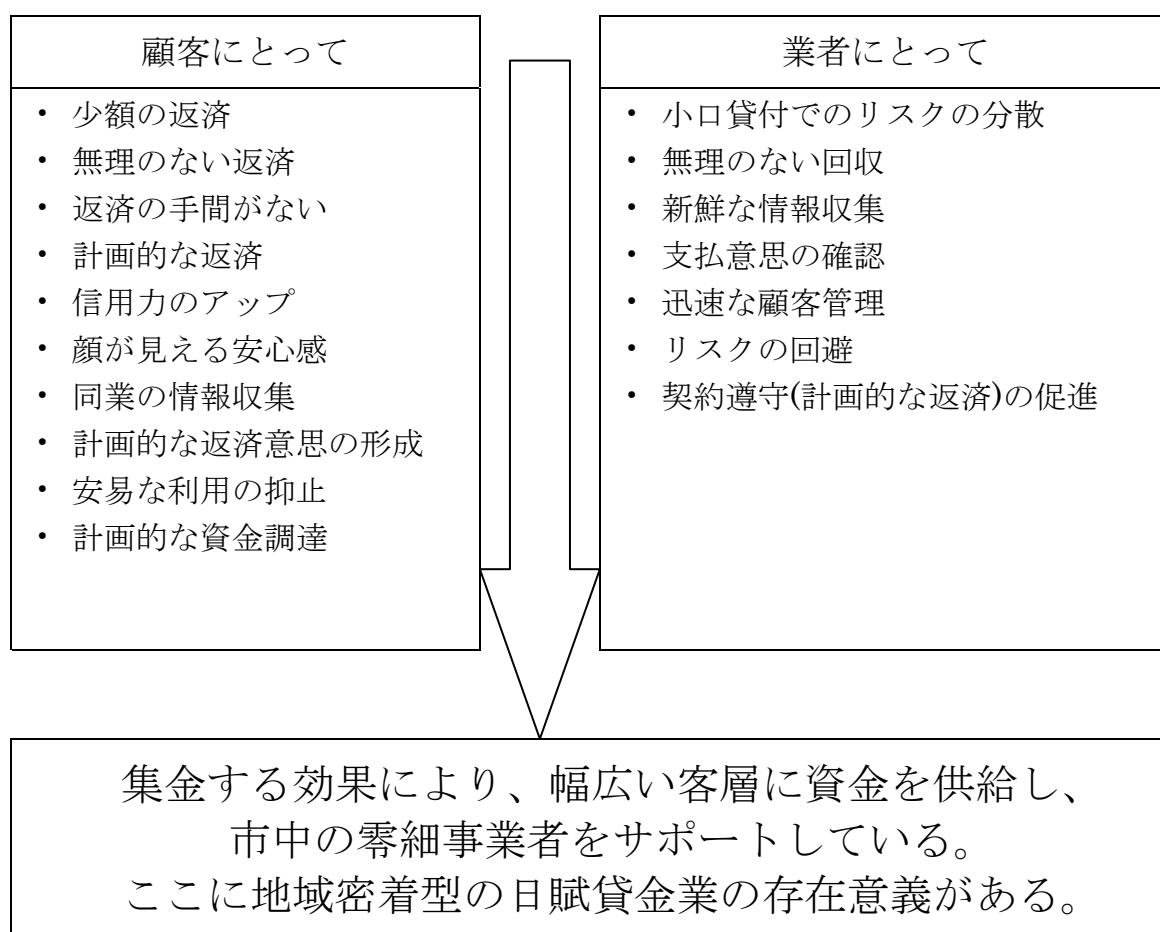 顧客にとって
・ 少額の返済
・ 無理のない返済
・ 返済の手間がない
・ 計画的な返済
・ 信用力のアップ
・ 顔が見える安心感
・ 同業の情報収集
・ 計画的な返済意思の形成
・ 安易な利用の抑止
・ 計画的な資金調達
業者にとって
・ 小口貸付でのリスクの分散
・ 無理のない回収
・ 新鮮な情報収集
・ 支払意思の確認
・ 迅速な顧客管理
・ リスクの回避
・ 契約遵守(計画的な返済)の促進
集金する効果により、幅広い客層に資金を供給し、
市中の零細事業者をサポートしている。
ここに地域密着型の日賦貸金業の存在意義がある。